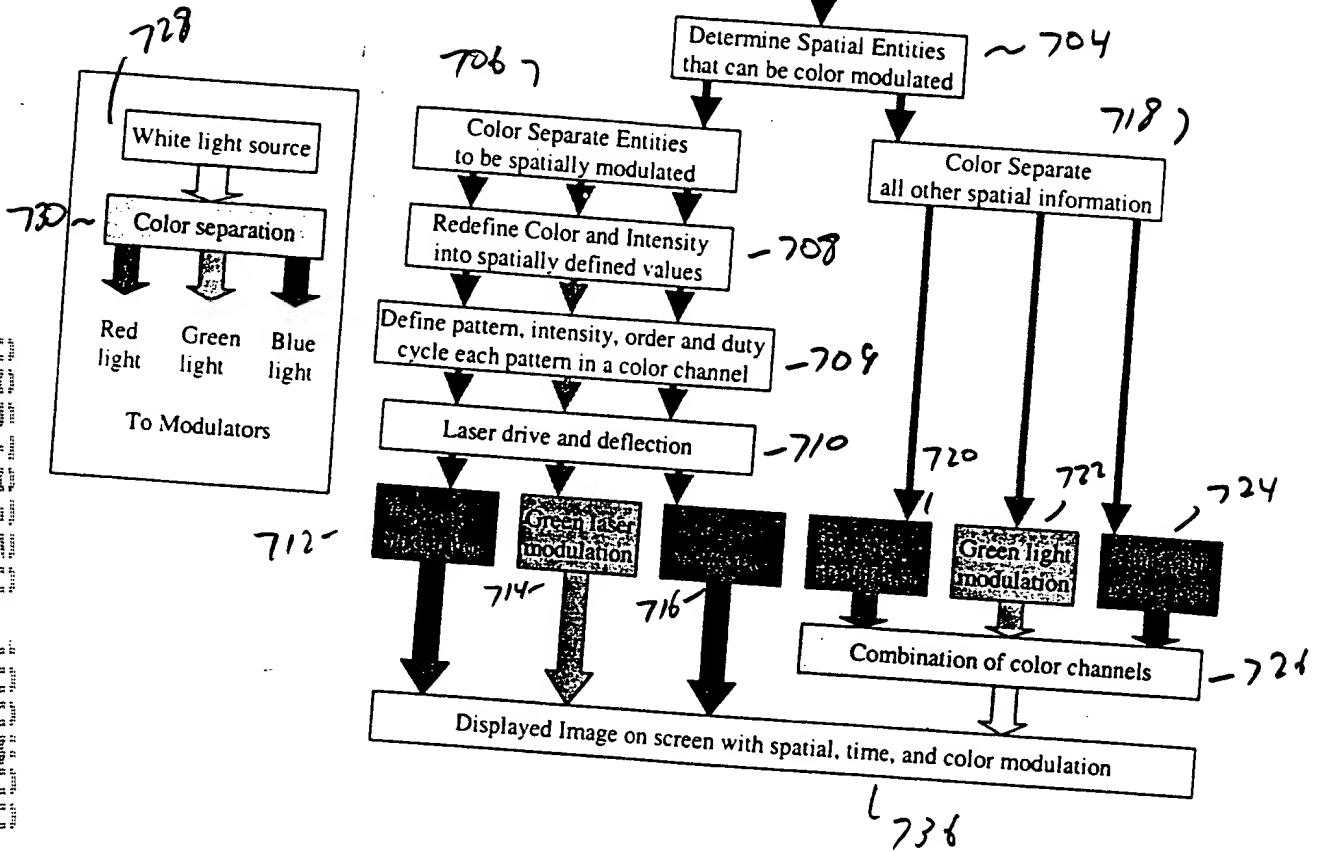 728
White light source
730
Color separation
Red light
Green light
Blue light
To Modulators
Determine Spatial Entities
that can be color modulated
704
706
Color Separate Entities
to be spatially modulated
718
Color Separate
all other spatial information
Redefine Color and Intensity
into spatially defined values
708
Define pattern, intensity, order and duty
cycle each pattern in a color channel
709
Laser drive and deflection
710
712
Green laser
modulation
714
716
720
722
Green light
modulation
724
Combination of color channels
726
Displayed Image on screen with spatial, time, and color modulation
736